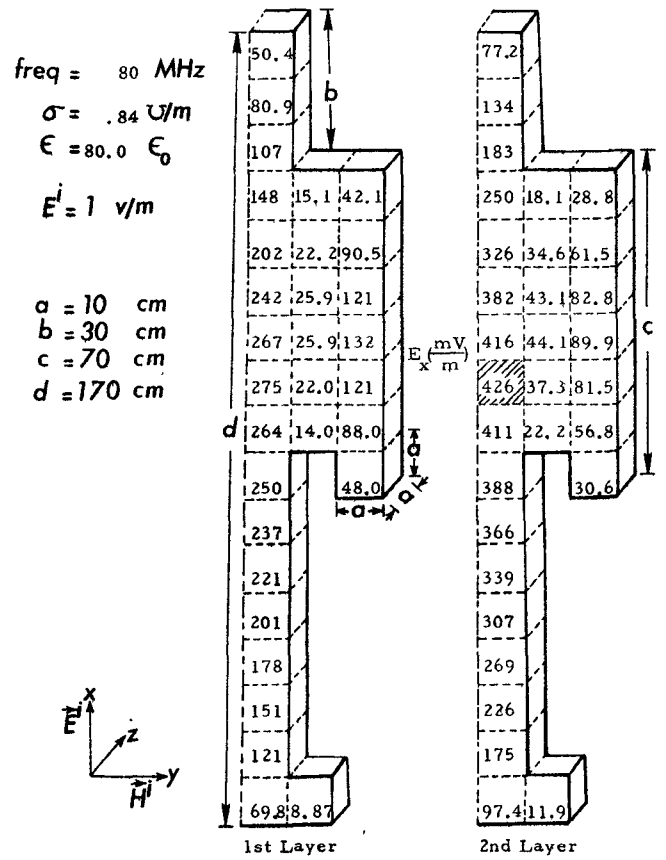 freq = 80 MHz
σ = .84 ℧/m
ϵ = 80.0 ϵ₀
Eⁱ = 1 v/m
a = 10 cm
b = 30 cm
c = 70 cm
d = 170 cm
50.4
80.9
107
148 15.1 42.1
202 22.2 90.5
242 25.9 121
267 25.9 132
275 22.0 121
264 14.0 88.0
250 48.0
237
221
201
178
151
121
69.8 8.87
1st Layer
b
d
a
a
a
Eₓ(mV/m)
77.2
134
183
250 18.1 28.8
326 34.6 61.5
382 43.1 82.8
416 44.1 89.9
426 37.3 81.5
411 22.2 56.8
388 30.6
366
339
307
269
226
175
97.4 11.9
2nd Layer
c
x
E⃗ⁱ
z
y
H⃗ⁱ